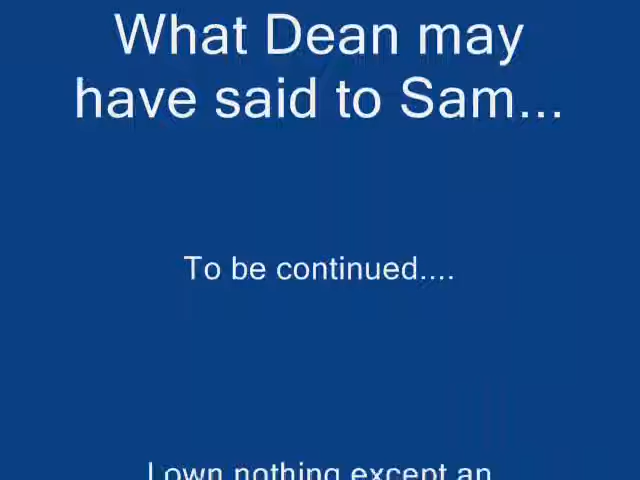 What Dean may
have said to Sam...
To be continued....
I own nothing except an